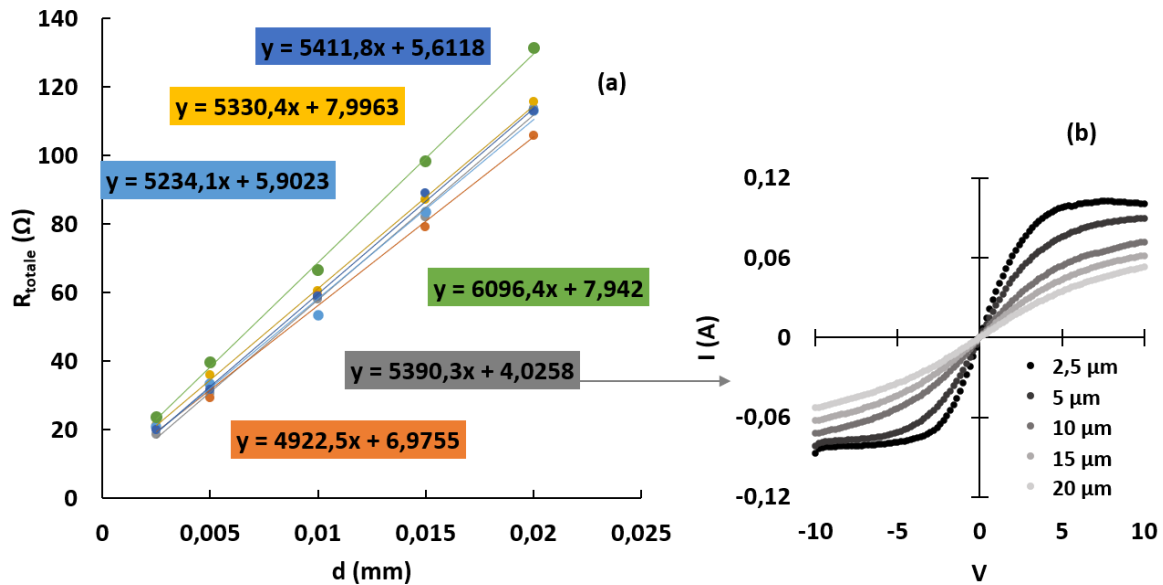 140
120
100
80
60
40
20
0
R_totale (Ω)
y = 5411,8x + 5,6118
(a)
y = 5330,4x + 7,9963
y = 5234,1x + 5,9023
y = 6096,4x + 7,942
y = 5390,3x + 4,0258
y = 4922,5x + 6,9755
0 0,005 0,01 0,015 0,02 0,025
d (mm)
(b)
0,12
0,06
0
-0,06
-0,12
I (A)
2,5 μm
5 μm
10 μm
15 μm
20 μm
-10 -5 0 5 10
V